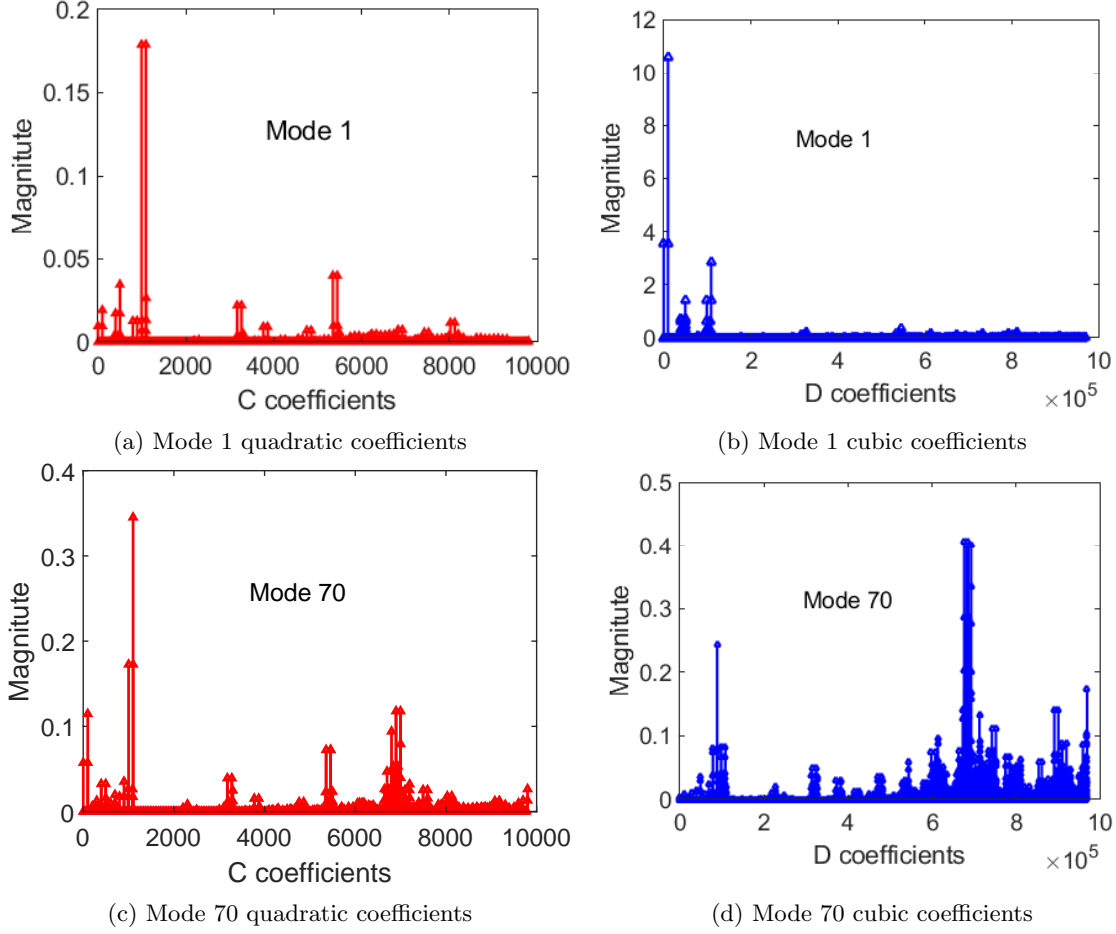 0.2
0.15
0.1
0.05
0
Magnitute
Mode 1
0 2000 4000 6000 8000 10000
C coefficients
(a) Mode 1 quadratic coefficients
12
10
8
6
4
2
0
Magnitute
Mode 1
0 2 4 6 8 10
D coefficients ×10^5
(b) Mode 1 cubic coefficients
0.4
0.3
0.2
0.1
0
Magnitute
Mode 70
0 2000 4000 6000 8000 10000
C coefficients
(c) Mode 70 quadratic coefficients
0.5
0.4
0.3
0.2
0.1
0
Magnitute
Mode 70
0 2 4 6 8 10
D coefficients ×10^5
(d) Mode 70 cubic coefficients